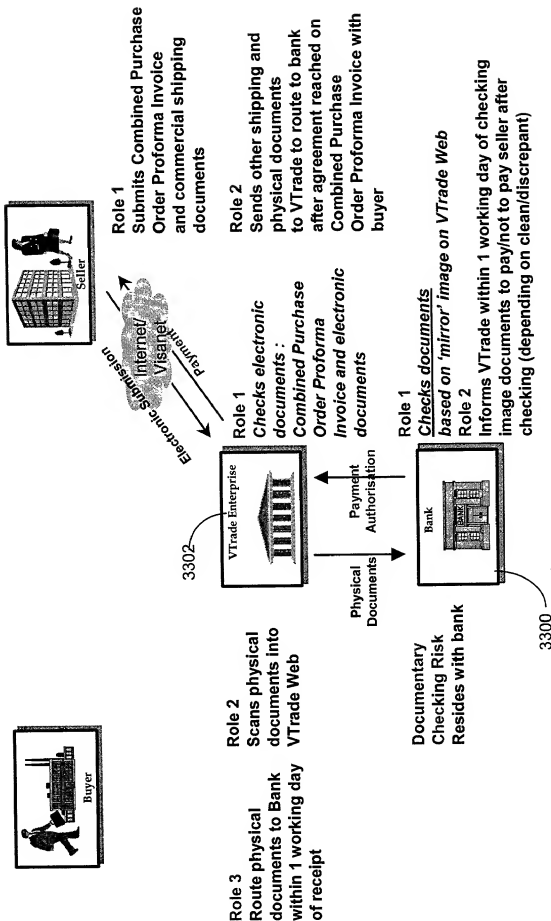 Buyer
Seller
Role 1
Submits Combined Purchase
Order Proforma Invoice
and commercial shipping
documents
Role 2
Sends other shipping and
physical documents
to VTrade to route to bank
after agreement reached on
Combined Purchase
Order Proforma Invoice with
buyer
Electronic Submission
Internet/
Visanet
Payment
3302
VTrade Enterprise
Role 1
Checks electronic
documents :
Combined Purchase
Order Proforma
Invoice and electronic
documents
Role 2
Scans physical
documents into
VTrade Web
Role 3
Route physical
documents to Bank
within 1 working day
of receipt
Physical
Documents
Payment
Authorisation
Bank
BANK
3300
Documentary
Checking Risk
Resides with bank
Role 1
Checks documents
based on 'mirror' image on VTrade Web
Role 2
Informs VTrade within 1 working day of checking
image documents to pay/not to pay seller after
checking (depending on clean/discrepant)